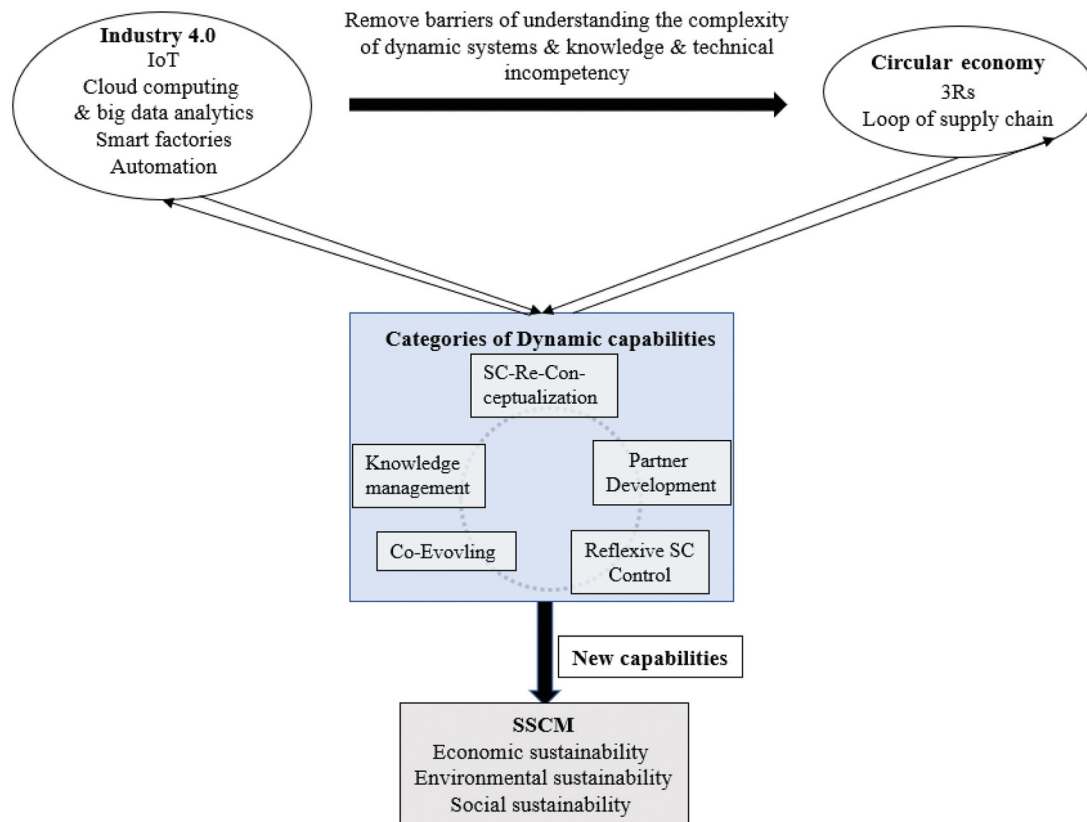 Industry 4.0
IoT
Cloud computing
& big data analytics
Smart factories
Automation
Remove barriers of understanding the complexity
of dynamic systems & knowledge & technical
incompetency
Circular economy
3Rs
Loop of supply chain
Categories of Dynamic capabilities
SC-Re-Con-
ceptualization
Knowledge
management
Partner
Development
Co-Evovling
Reflexive SC
Control
New capabilities
SSCM
Economic sustainability
Environmental sustainability
Social sustainability